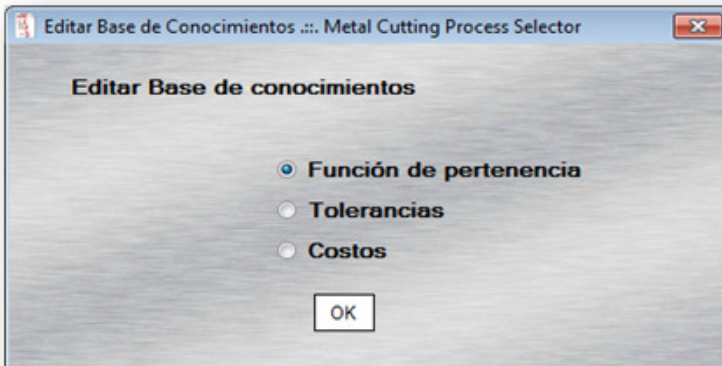 Editar Base de Conocimientos .::. Metal Cutting Process Selector
Editar Base de conocimientos
Función de pertenencia
Tolerancias
Costos
OK